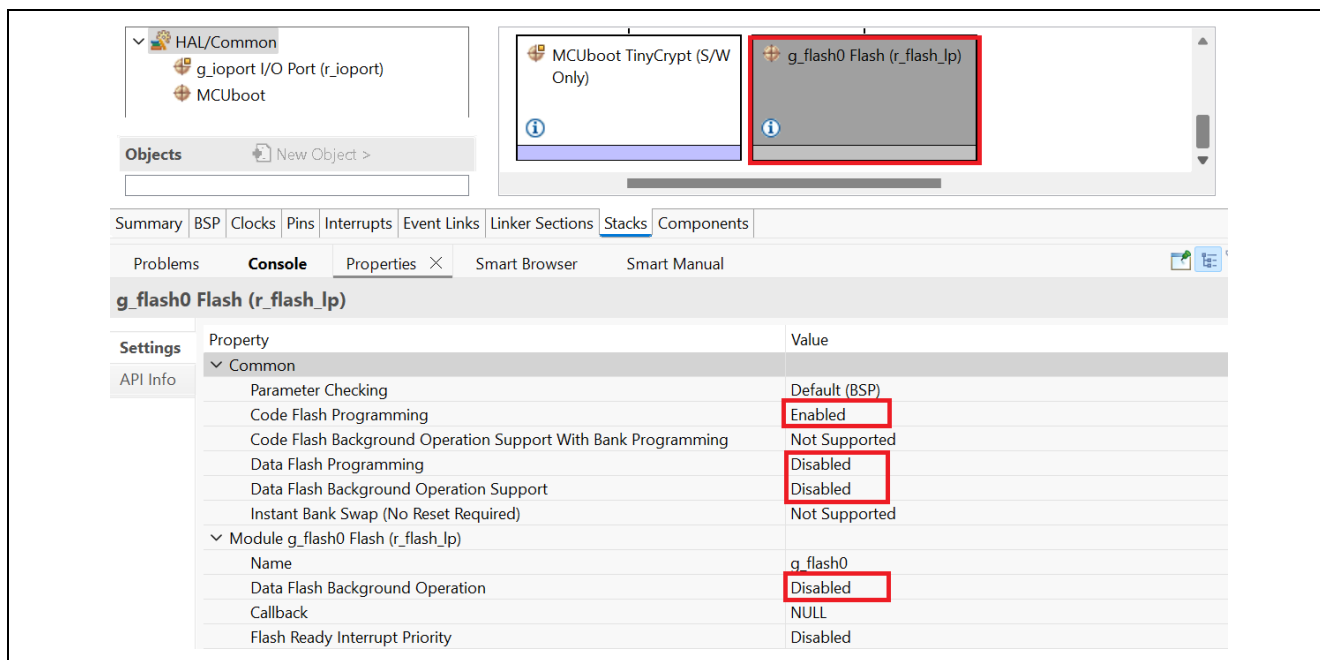 HAL/Common
g_ioport I/O Port (r_ioport)
MCUboot
Objects
New Object >
MCUboot TinyCrypt (S/W
Only)
g_flash0 Flash (r_flash_lp)
Summary BSP Clocks Pins Interrupts Event Links Linker Sections Stacks Components
Problems Console Properties Smart Browser Smart Manual
g_flash0 Flash (r_flash_lp)
Settings
API Info
Property Value
Common
Parameter Checking Default (BSP)
Code Flash Programming Enabled
Code Flash Background Operation Support With Bank Programming Not Supported
Data Flash Programming Disabled
Data Flash Background Operation Support Disabled
Instant Bank Swap (No Reset Required) Not Supported
Module g_flash0 Flash (r_flash_lp)
Name g_flash0
Data Flash Background Operation Disabled
Callback NULL
Flash Ready Interrupt Priority Disabled